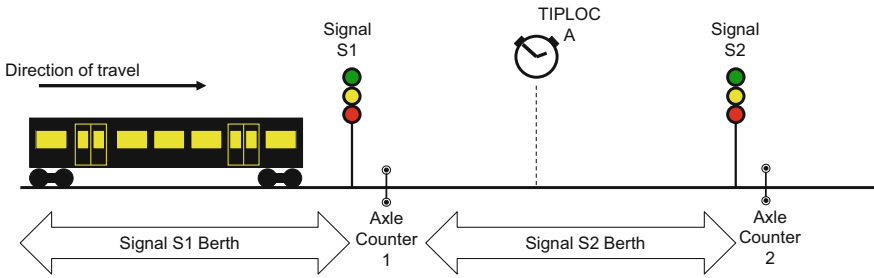 TIPLOC
A
Signal
S1
Signal
S2
Direction of travel
Axle
Counter
1
Axle
Counter
2
Signal S1 Berth
Signal S2 Berth